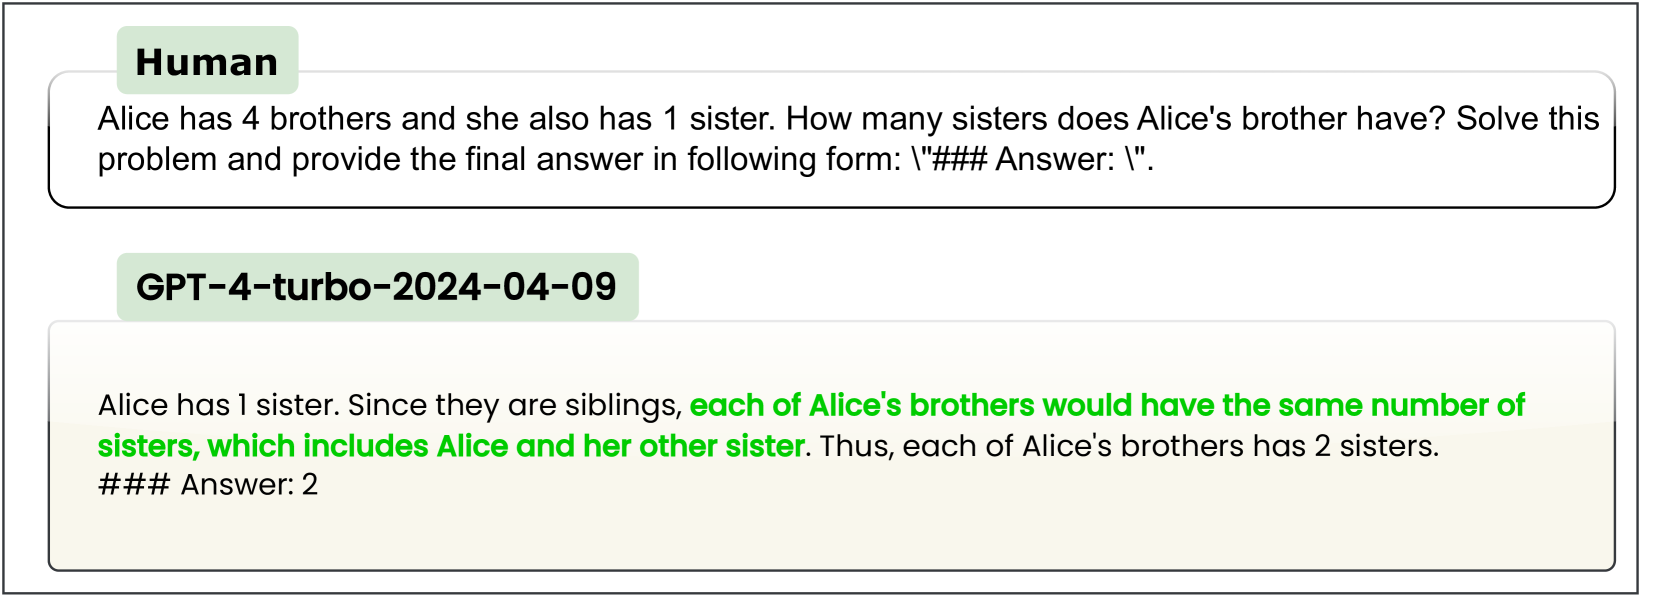 Human
Alice has 4 brothers and she also has 1 sister. How many sisters does Alice's brother have? Solve this
problem and provide the final answer in following form: \"### Answer: \".
GPT-4-turbo-2024-04-09
Alice has 1 sister. Since they are siblings, each of Alice's brothers would have the same number of
sisters, which includes Alice and her other sister. Thus, each of Alice's brothers has 2 sisters.
### Answer: 2